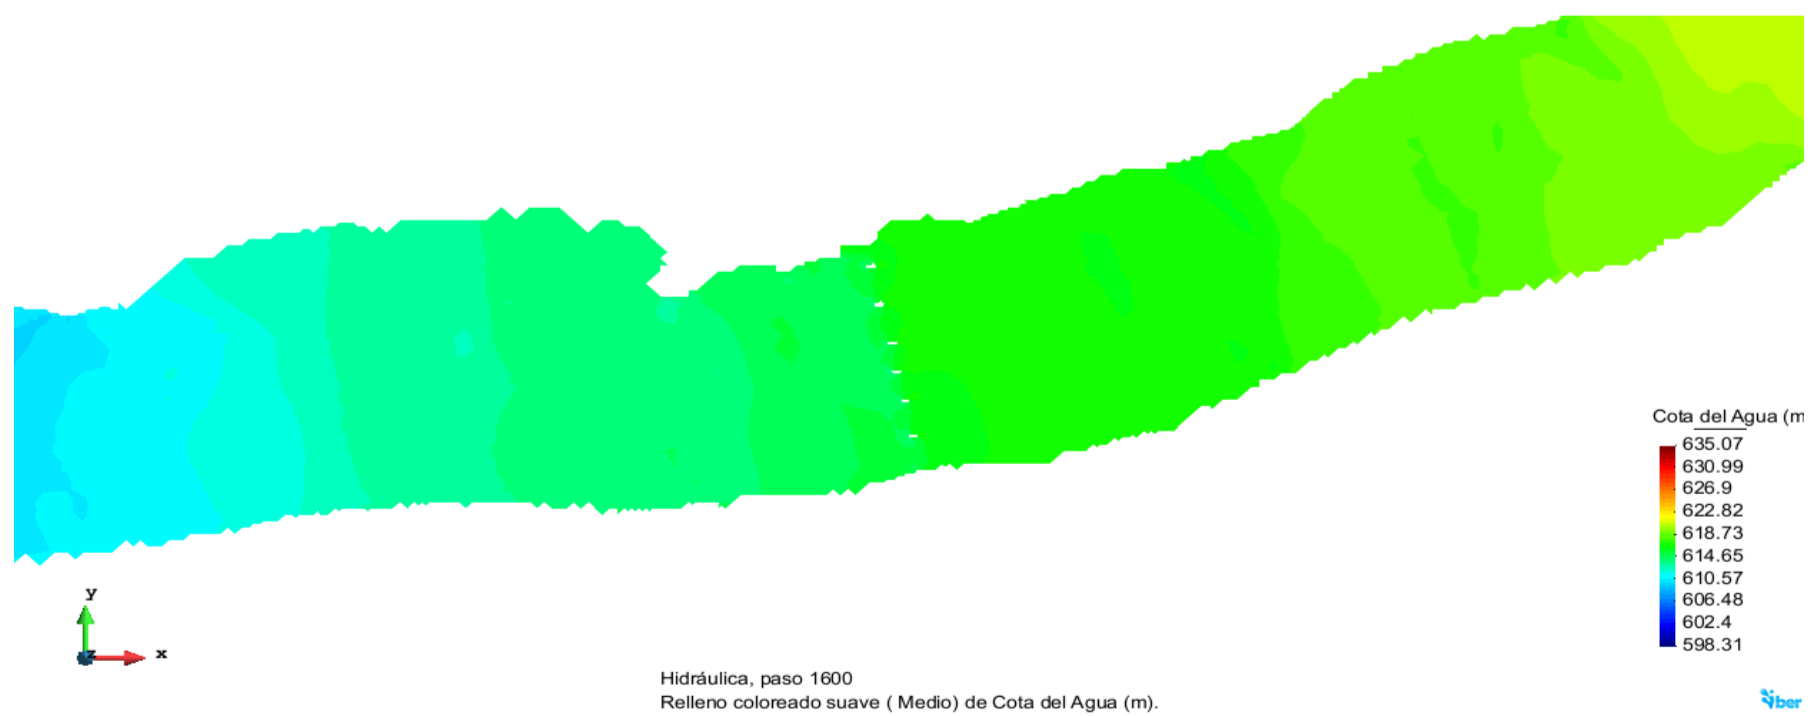 Cota del Agua (m
635.07
630.99
626.9
622.82
618.73
614.65
610.57
606.48
602.4
598.31
y
z
x
Hidráulica, paso 1600
Relleno coloreado suave ( Medio) de Cota del Agua (m).
iber